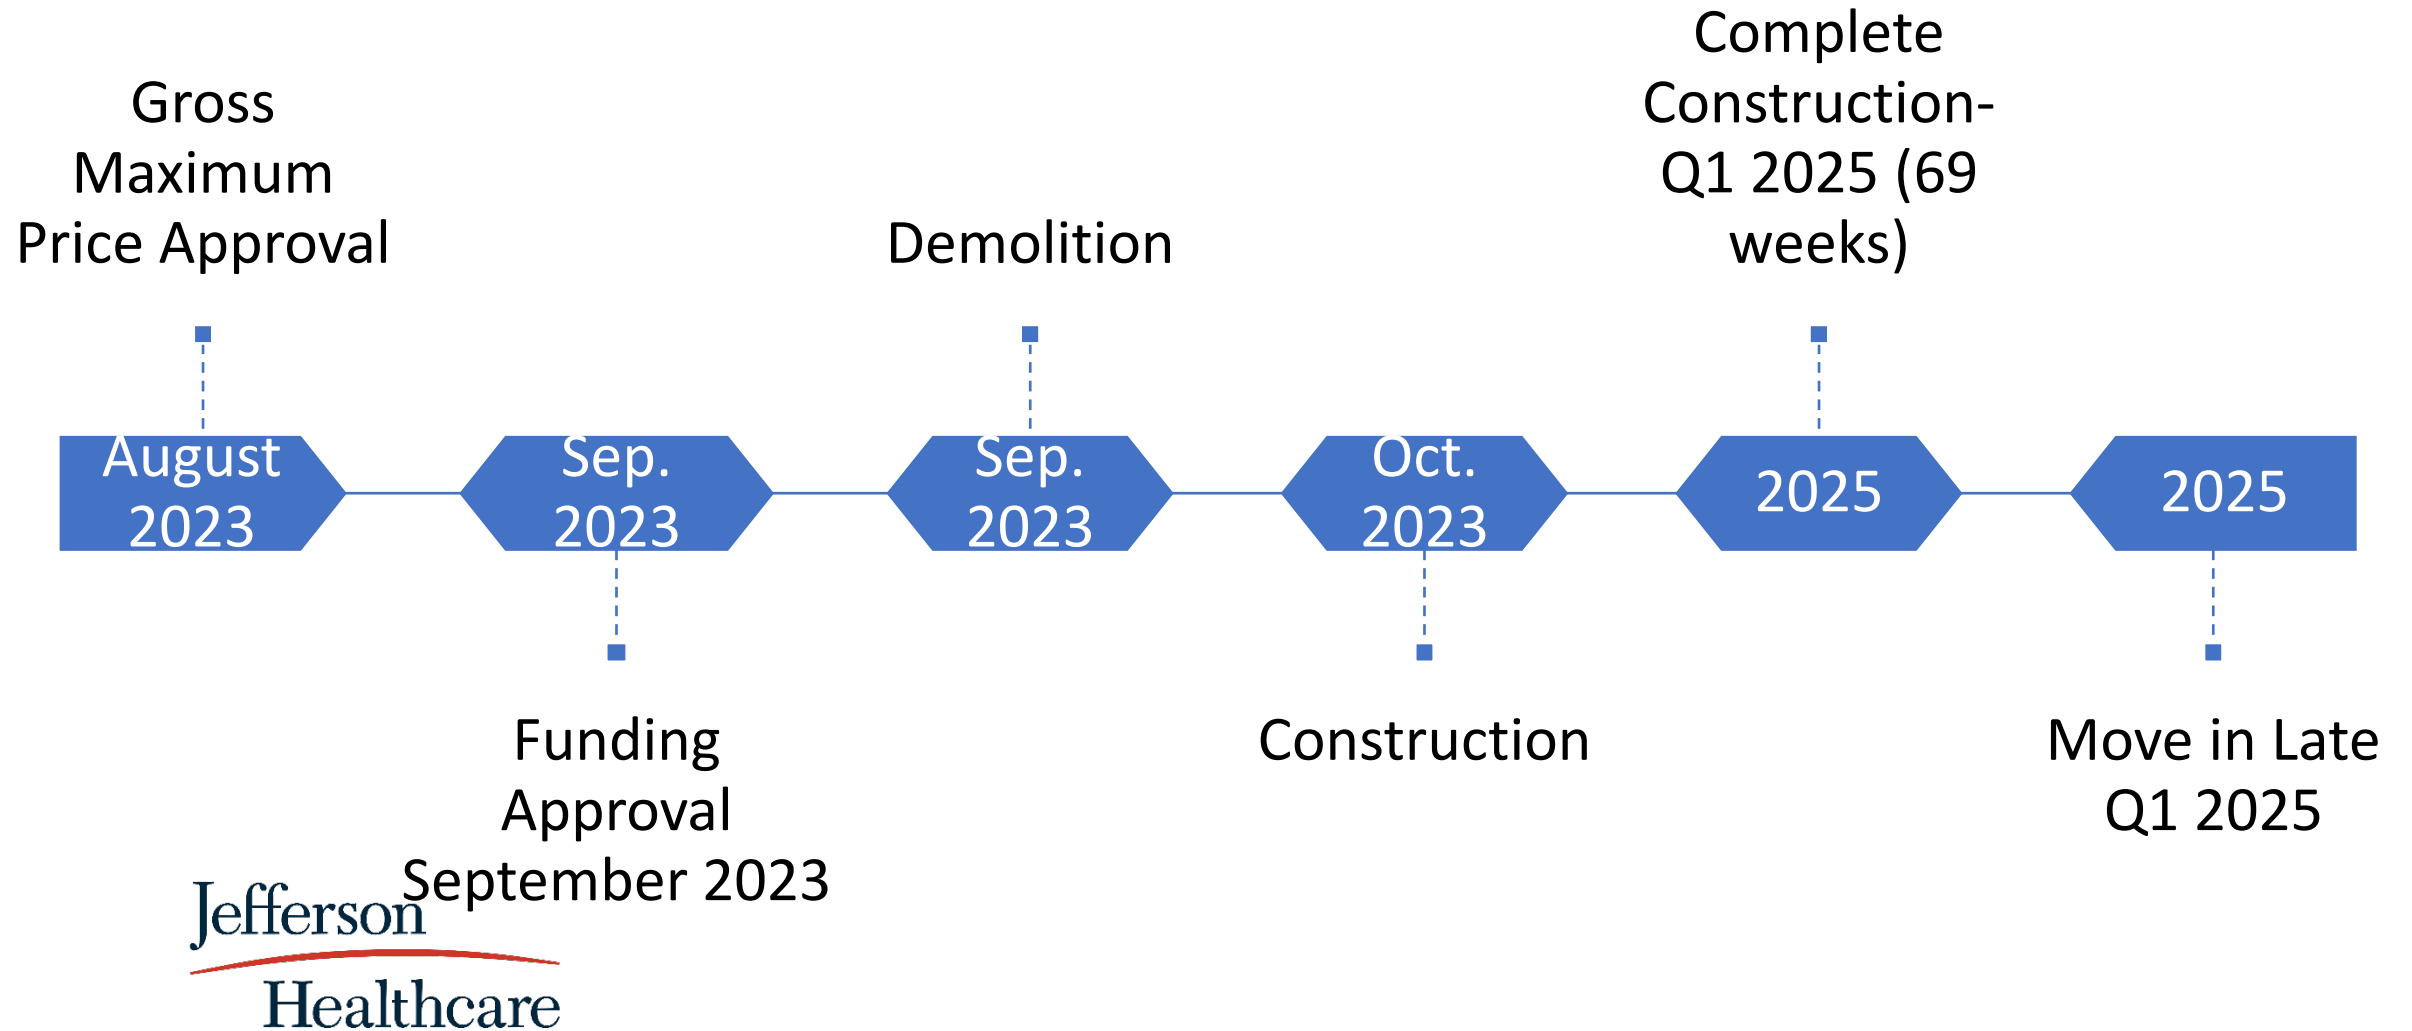 Gross
Maximum
Price Approval
August
2023
Funding
Approval
September 2023
Sep.
2023
Demolition
Sep.
2023
Construction
Oct.
2023
Complete
Construction-
Q1 2025 (69
weeks)
2025
Move in Late
Q1 2025
2025
Jefferson
Healthcare